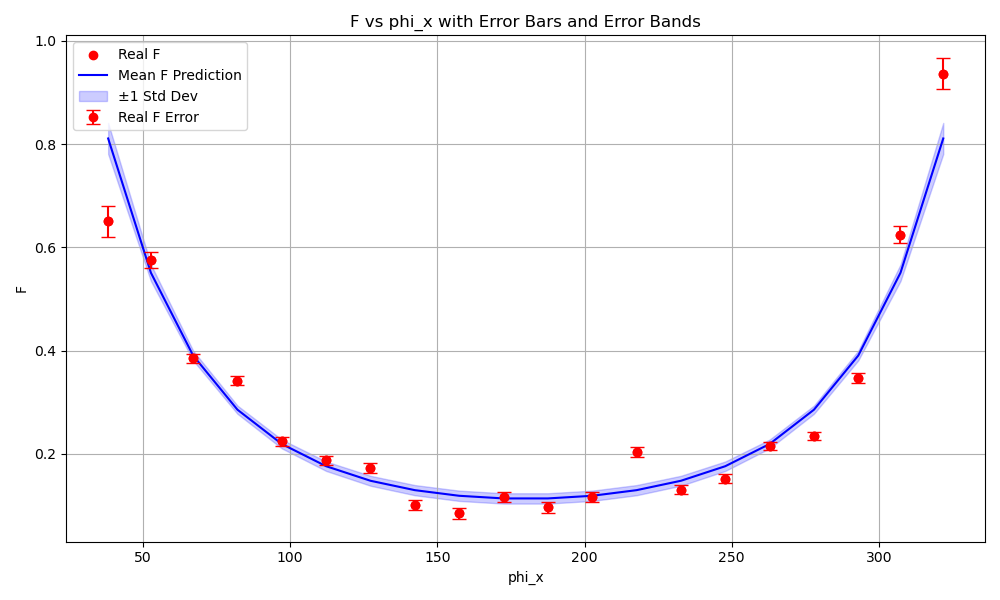 F vs phi_x with Error Bars and Error Bands
Real F
Mean F Prediction
±1 Std Dev
Real F Error
F
1.0
0.8
0.6
0.4
0.2
50 100 150 200 250 300
phi_x